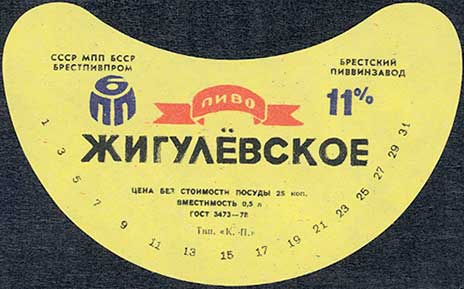 СССР МПП БССР
БРЕСТПИВПРОМ
БРЕСТСКИЙ
ПИВВИНЗАВОД
6
ПП
ПИВО
11%
ЖИГУЛЁВСКОЕ
ЦЕНА БЕЗ СТОИМОСТИ ПОСУДЫ 25 коп.
ВМЕСТИМОСТЬ 0,5 л
ГОСТ 3473—78
Тип. «К. П.»
1 3 5 7 9 11 13 15 17 19 21 23 25 27 29 31